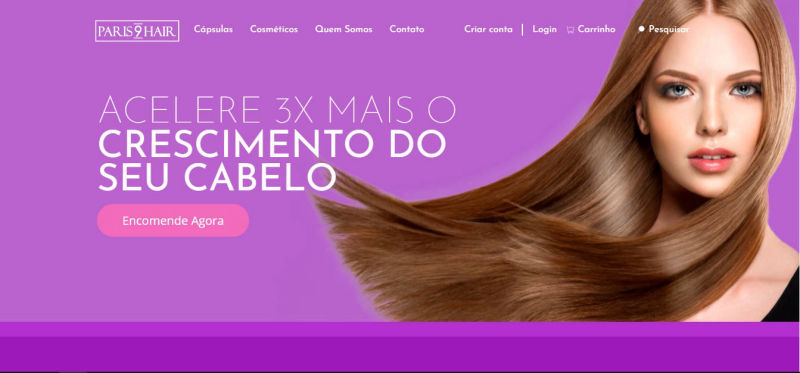 PARIS 2 HAIR
Cápsulas Cosméticos Quem Somos Contato Criar conta Login Carrinho Pesquisar
ACELERE 3X MAIS O
CRESCIMENTO DO
SEU CABELO
Encomende Agora